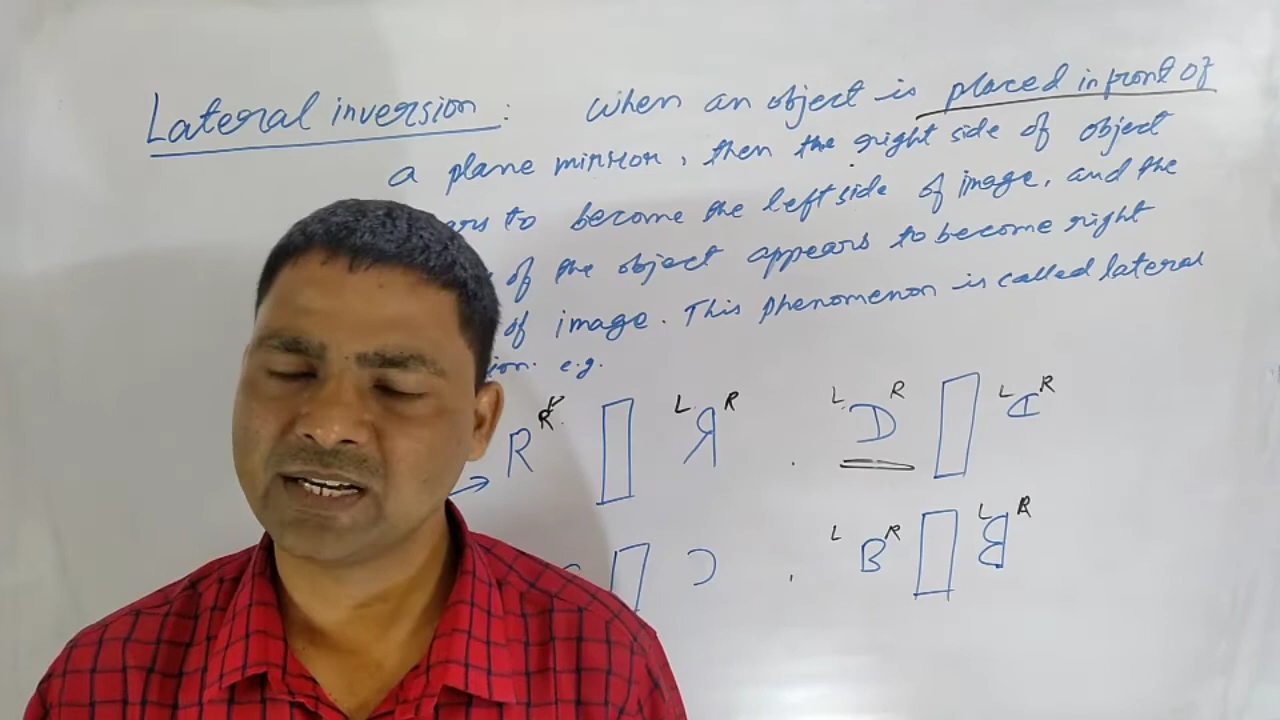 Lateral inversion : When an object is placed in front of
a plane mirror, then the right side of object
to become the left side of image, and the
of the object appears to become right
of image. This phenomenon is called lateral
e.g.
R L R L R L R
R Я D D
L R L R
C B B